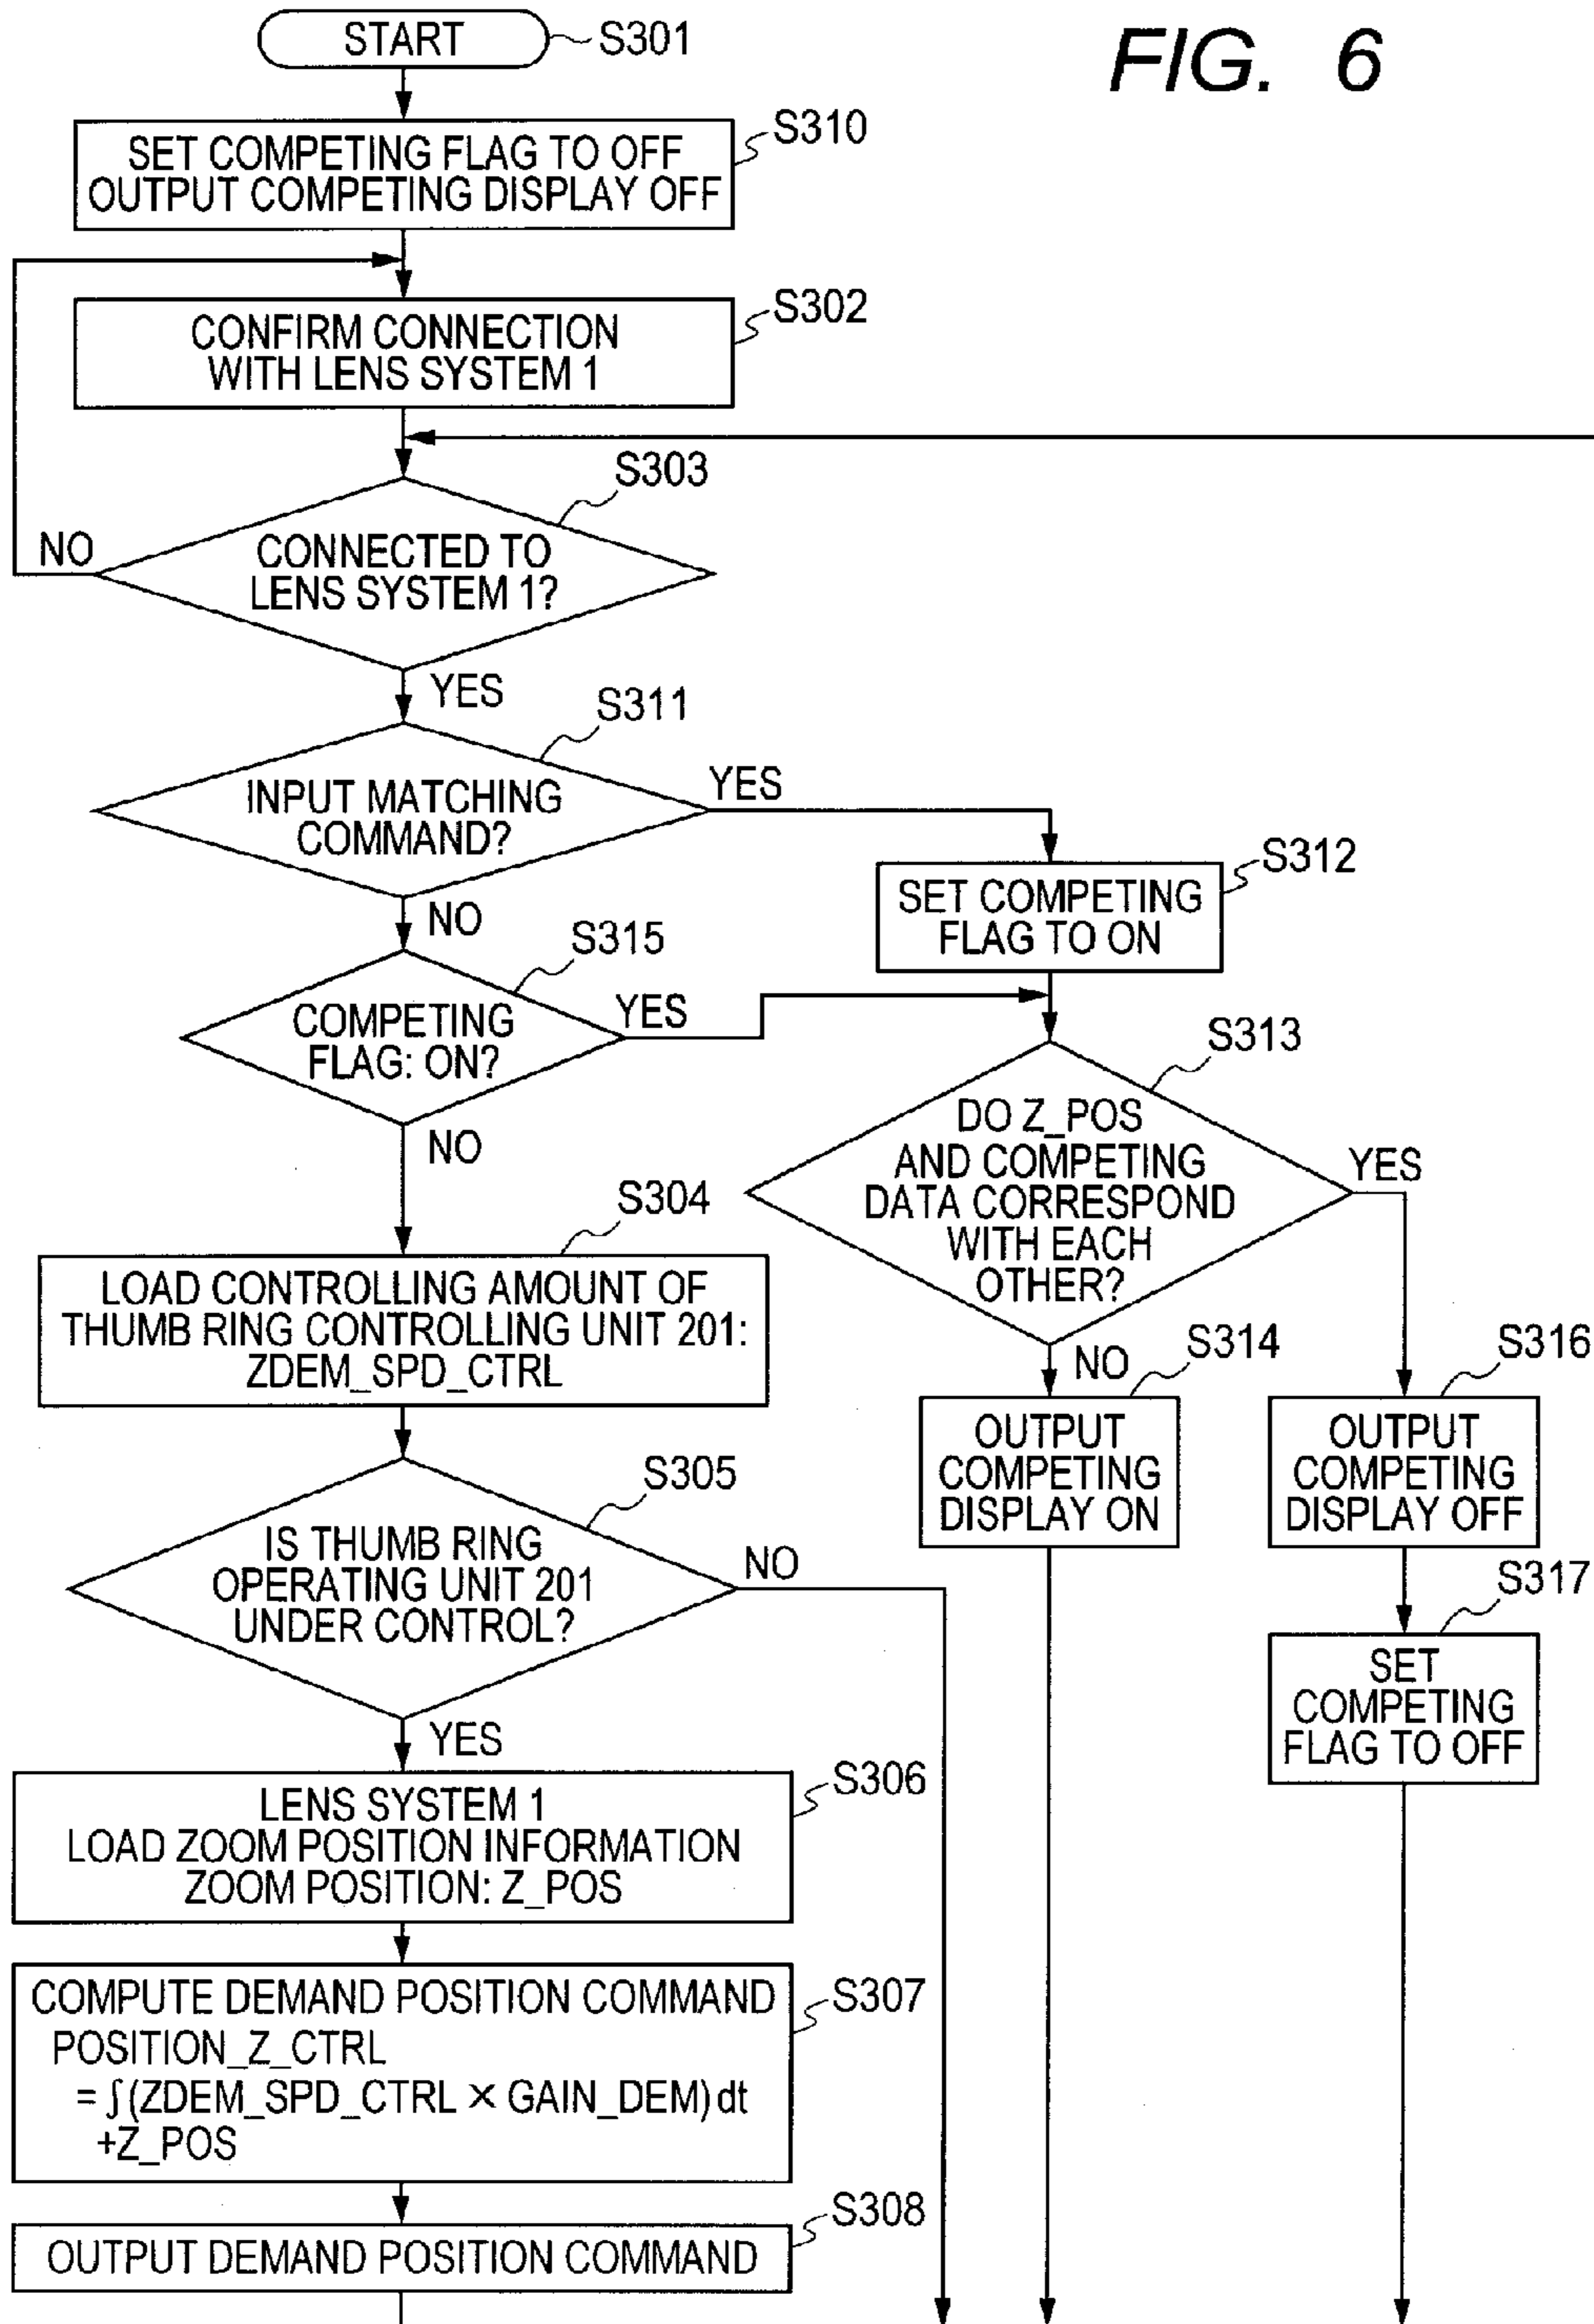 FIG. 6
START
S301
S310
SET COMPETING FLAG TO OFF
OUTPUT COMPETING DISPLAY OFF
S302
CONFIRM CONNECTION
WITH LENS SYSTEM 1
S303
CONNECTED TO
LENS SYSTEM 1?
NO
YES
S311
INPUT MATCHING
COMMAND?
YES
NO
S312
SET COMPETING
FLAG TO ON
S315
COMPETING
FLAG: ON?
YES
NO
S313
DO Z_POS
AND COMPETING
DATA CORRESPOND
WITH EACH
OTHER?
YES
NO
S304
LOAD CONTROLLING AMOUNT OF
THUMB RING CONTROLLING UNIT 201:
ZDEM_SPD_CTRL
S314
OUTPUT
COMPETING
DISPLAY ON
S316
OUTPUT
COMPETING
DISPLAY OFF
S305
IS THUMB RING
OPERATING UNIT 201
UNDER CONTROL?
NO
YES
S317
SET
COMPETING
FLAG TO OFF
S306
LENS SYSTEM 1
LOAD ZOOM POSITION INFORMATION
ZOOM POSITION: Z_POS
S307
COMPUTE DEMAND POSITION COMMAND
POSITION_Z_CTRL
= ∫(ZDEM_SPD_CTRL × GAIN_DEM) dt
+Z_POS
S308
OUTPUT DEMAND POSITION COMMAND